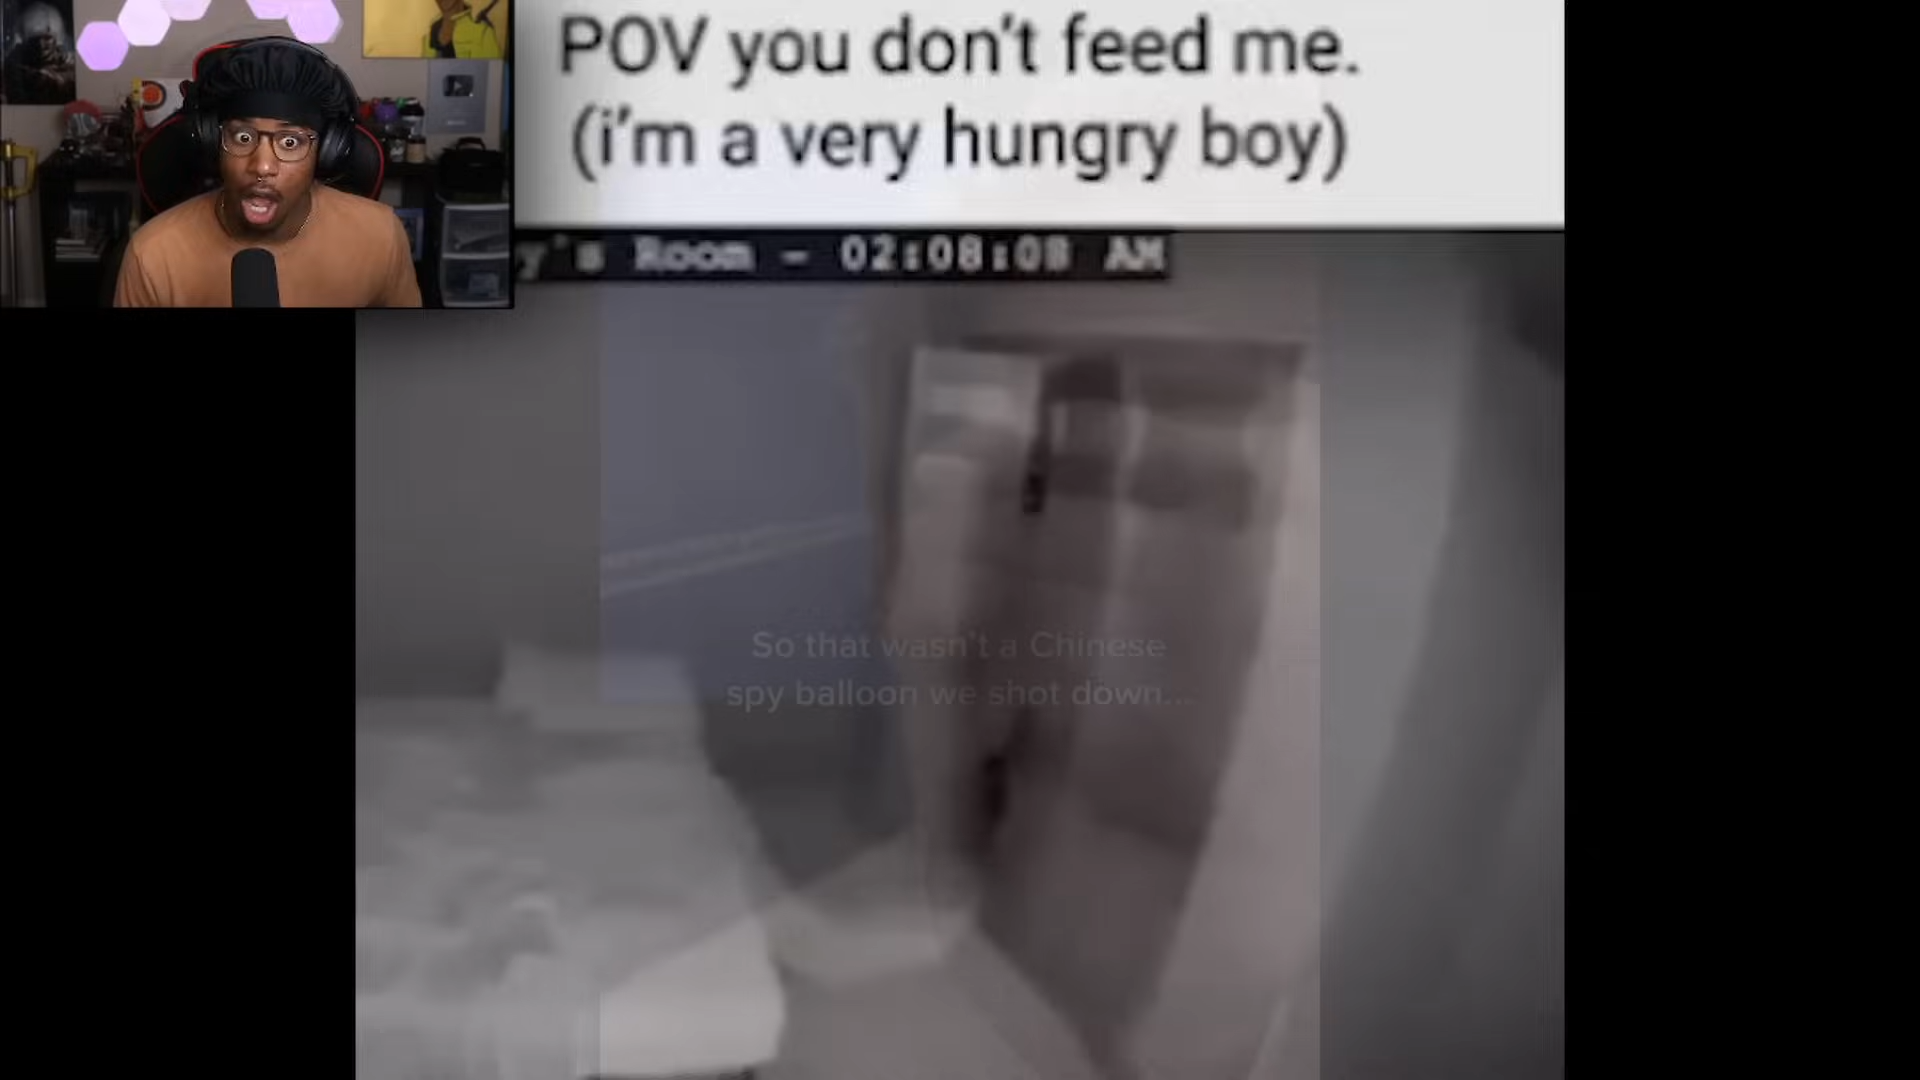 POV you don't feed me.
(i'm a very hungry boy)
y's Room - 02:08:08 AM
So that wasn't a Chinese
spy balloon we shot down...